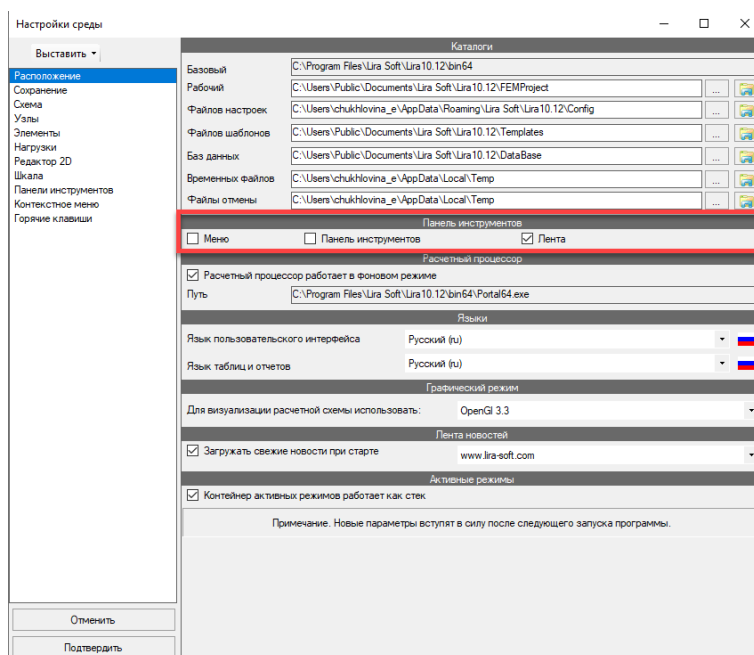 Настройки среды
Выставить
Расположение
Сохранение
Схема
Узлы
Элементы
Нагрузки
Редактор 2D
Шкала
Панели инструментов
Контекстное меню
Горячие клавиши
Отменить
Подтвердить
Каталоги
Базовый C:\Program Files\Lira Soft\Lira10.12\bin64
Рабочий C:\Users\Public\Documents\Lira Soft\Lira10.12\FEMProject ...
Файлов настроек C:\Users\chukhlovina_e\AppData\Roaming\Lira Soft\Lira10.12\Config ...
Файлов шаблонов C:\Users\Public\Documents\Lira Soft\Lira10.12\Templates ...
Баз данных C:\Users\Public\Documents\Lira Soft\Lira10.12\DataBase ...
Временных файлов C:\Users\chukhlovina_e\AppData\Local\Temp ...
Файлы отмены C:\Users\chukhlovina_e\AppData\Local\Temp ...
Панель инструментов
Меню Панель инструментов Лента
Расчетный процессор
Расчетный процессор работает в фоновом режиме
Путь C:\Program Files\Lira Soft\Lira10.12\bin64\Portal64.exe
Языки
Язык пользовательского интерфейса Русский (ru)
Язык таблиц и отчетов Русский (ru)
Графический режим
Для визуализации расчетной схемы использовать: OpenGl 3.3
Лента новостей
Загружать свежие новости при старте www.lira-soft.com
Активные режимы
Контейнер активных режимов работает как стек
Примечание. Новые параметры вступят в силу после следующего запуска программы.